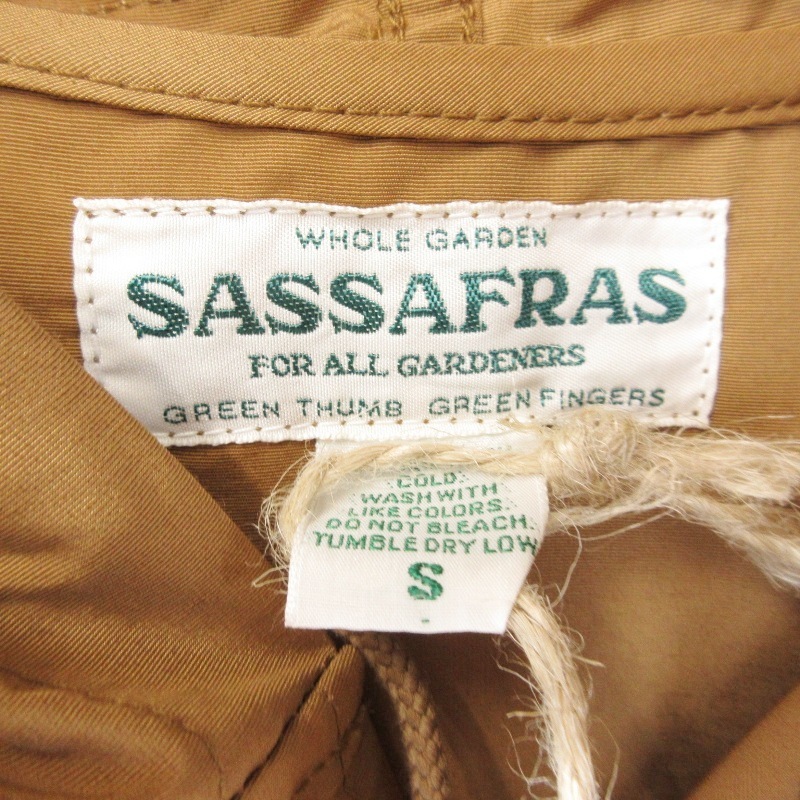 WHOLE GARDEN
SASSAFRAS
FOR ALL GARDENERS
GREEN THUMB GREEN FINGERS
COLD.
WASH WITH
LIKE COLORS.
DO NOT BLEACH.
TUMBLE DRY LOW
S